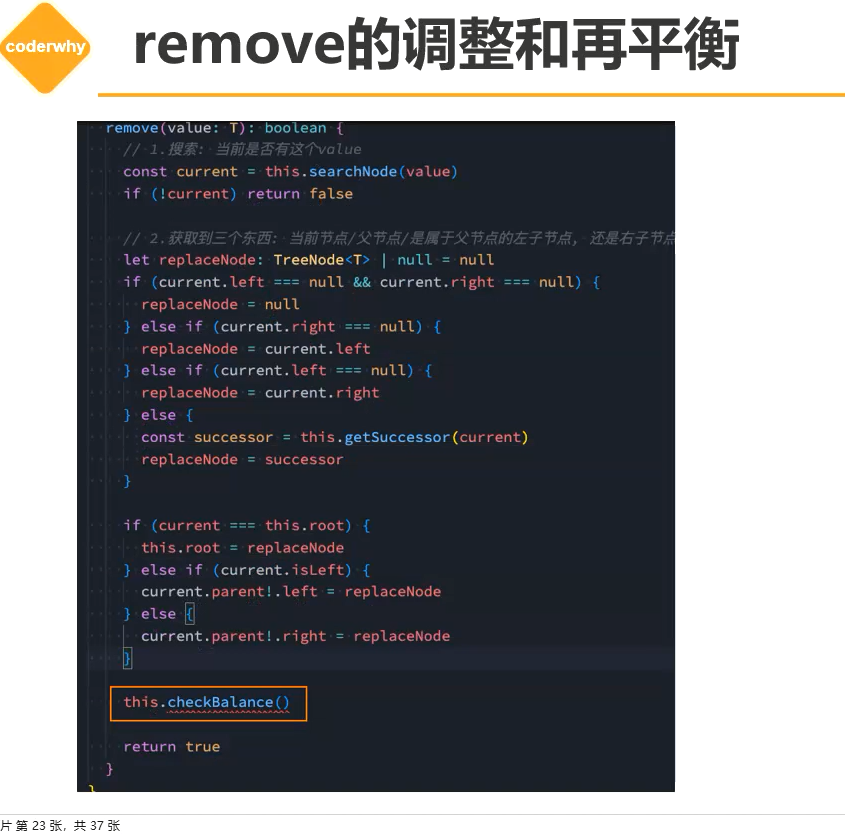 coderwhy
remove的调整和再平衡
remove(value: T): boolean {
// 1.搜索: 当前是否有这个value
const current = this.searchNode(value)
if (!current) return false
// 2.获取到三个东西: 当前节点/父节点/是属于父节点的左子节点, 还是右子节点
let replaceNode: TreeNode<T> | null = null
if (current.left === null && current.right === null) {
replaceNode = null
} else if (current.right === null) {
replaceNode = current.left
} else if (current.left === null) {
replaceNode = current.right
} else {
const successor = this.getSuccessor(current)
replaceNode = successor
}
if (current === this.root) {
this.root = replaceNode
} else if (current.isLeft) {
current.parent!.left = replaceNode
} else {
current.parent!.right = replaceNode
}
this.checkBalance()
return true
}
}
片 第 23 张, 共 37 张